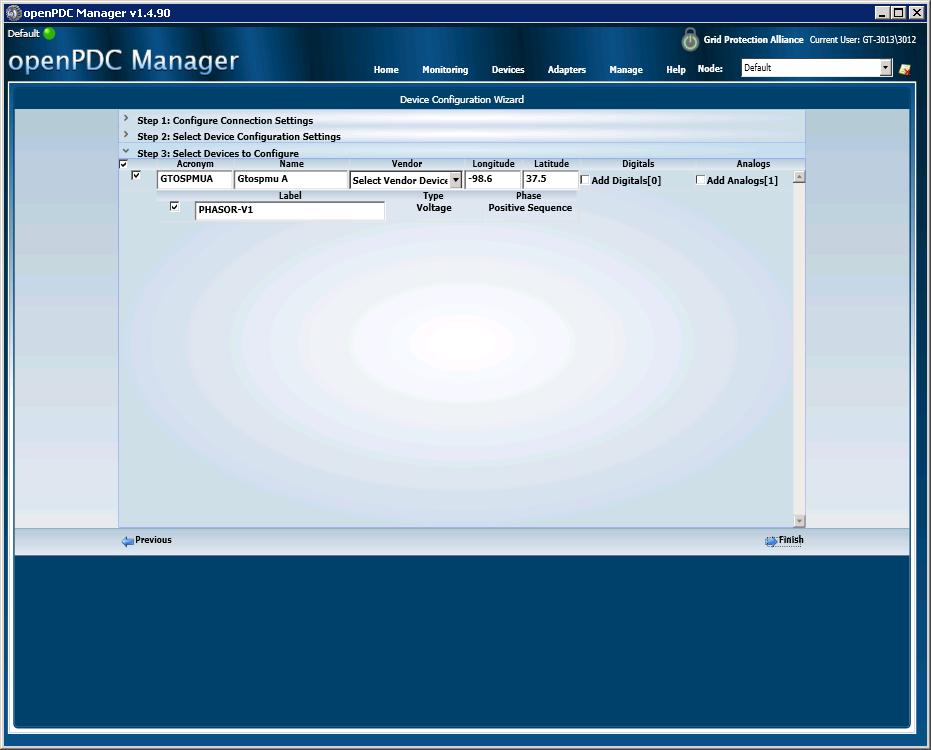 openPDC Manager v1.4.90
Default
openPDC Manager
Grid Protection Alliance Current User: GT-3013\3012
Home Monitoring Devices Adapters Manage Help Node: Default
Device Configuration Wizard
Step 1: Configure Connection Settings
Step 2: Select Device Configuration Settings
Step 3: Select Devices to Configure
Acronym Name Vendor Longitude Latitude Digitals Analogs
GTOSPMUA Gtospmu A Select Vendor Device -98.6 37.5 Add Digitals[0] Add Analogs[1]
Label Type Phase
PHASOR-V1 Voltage Positive Sequence
Previous Finish